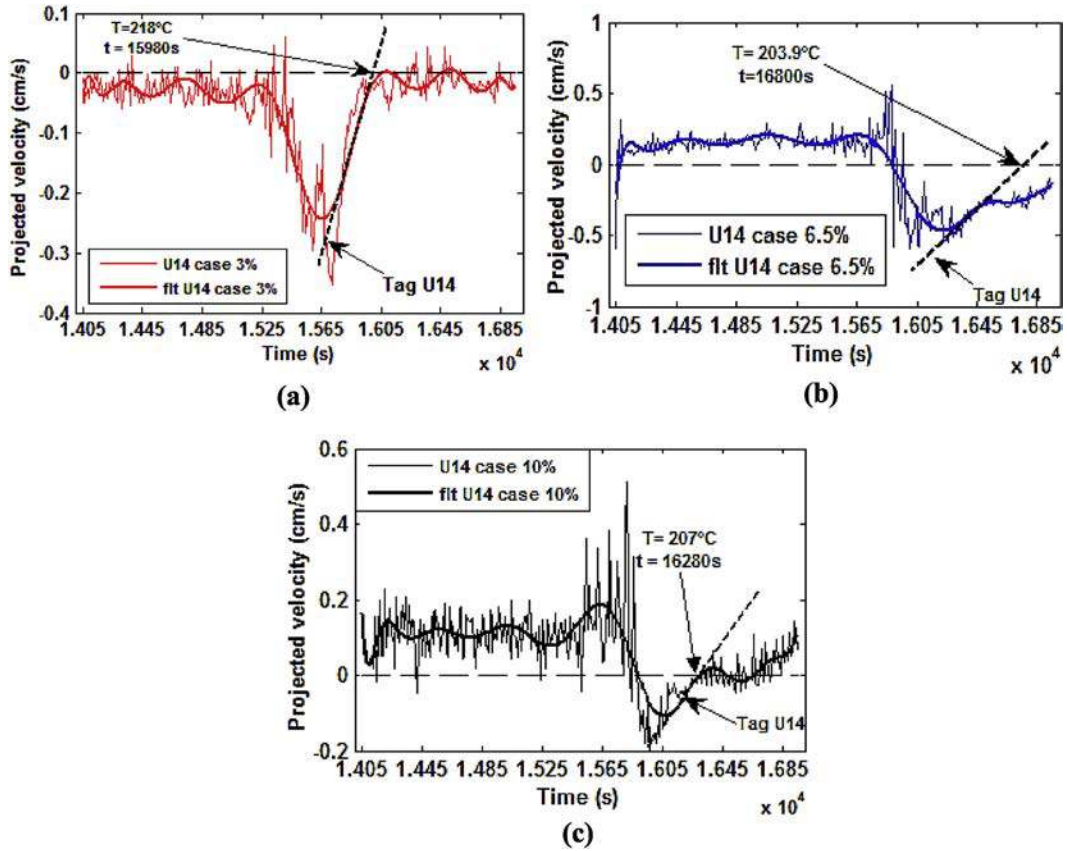 0.1
0
-0.1
-0.2
-0.3
-0.4
Projected velocity (cm/s)
T=218°C
t = 15980s
U14 case 3%
flt U14 case 3%
Tag U14
1.405 1.445 1.485 1.525 1.565 1.605 1.645 1.685
Time (s)
x 10⁴
(a)
1
0.5
0
-0.5
-1
Projected velocity (cm/s)
T= 203.9°C
t=16800s
U14 case 6.5%
flt U14 case 6.5%
Tag U14
1.405 1.445 1.485 1.525 1.565 1.605 1.645 1.685
Time (s)
x 10⁴
(b)
0.6
0.4
0.2
0
-0.2
Projected velocity (cm/s)
U14 case 10%
flt U14 case 10%
T= 207°C
t = 16280s
Tag U14
1.405 1.445 1.485 1.525 1.565 1.605 1.645 1.685
Time (s)
x 10⁴
(c)